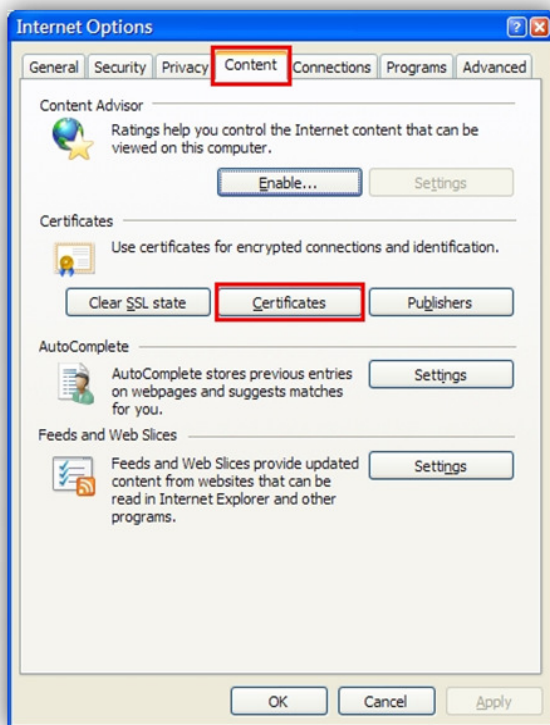 Internet Options
General Security Privacy Content Connections Programs Advanced
Content Advisor
Ratings help you control the Internet content that can be
viewed on this computer.
Enable... Settings
Certificates
Use certificates for encrypted connections and identification.
Clear SSL state Certificates Publishers
AutoComplete
AutoComplete stores previous entries
on webpages and suggests matches
for you.
Settings
Feeds and Web Slices
Feeds and Web Slices provide updated
content from websites that can be
read in Internet Explorer and other
programs.
Settings
OK Cancel Apply